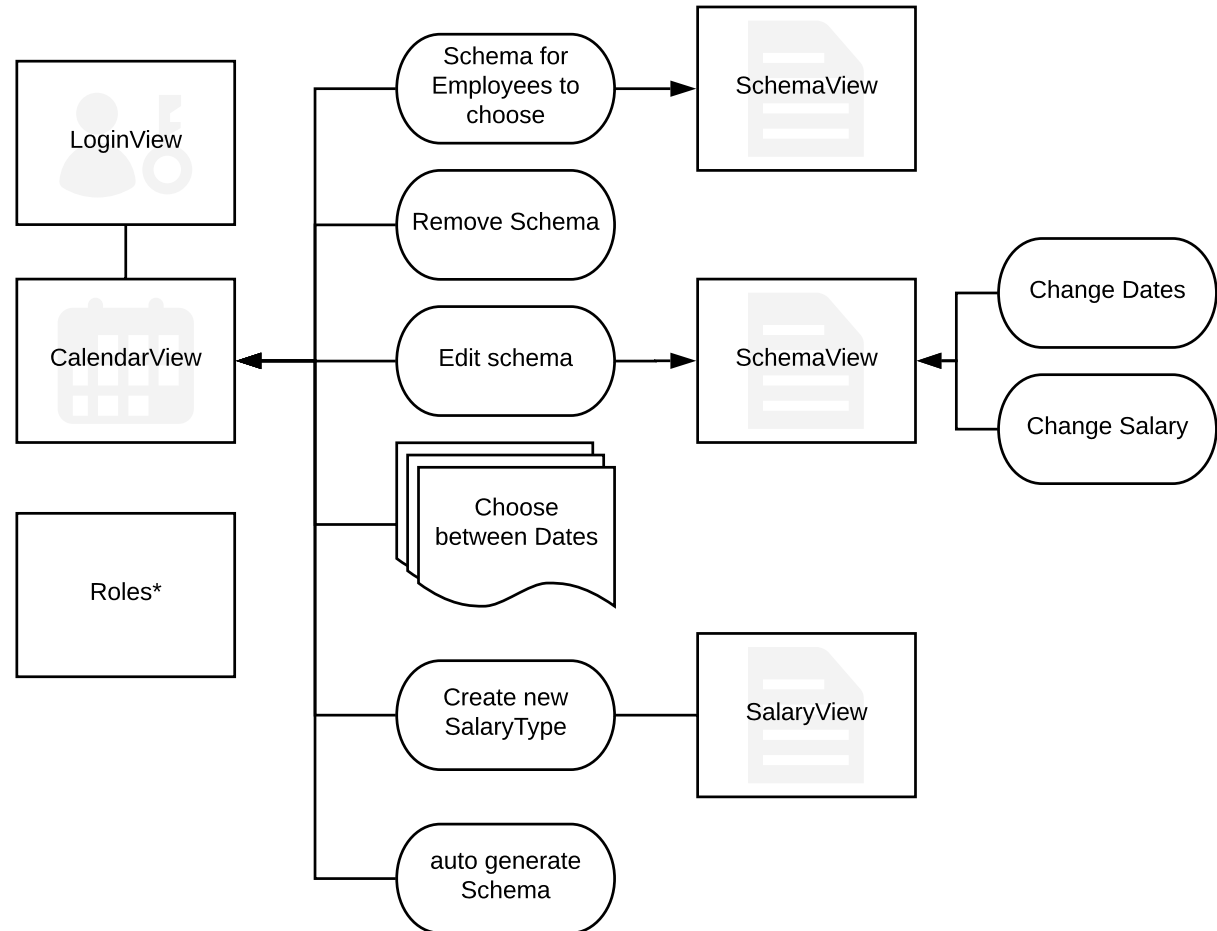 Schema for
Employees to
choose
SchemaView
LoginView
Remove Schema
Change Dates
CalendarView
Edit schema
SchemaView
Change Salary
Choose
between Dates
Roles*
Create new
SalaryType
SalaryView
auto generate
Schema